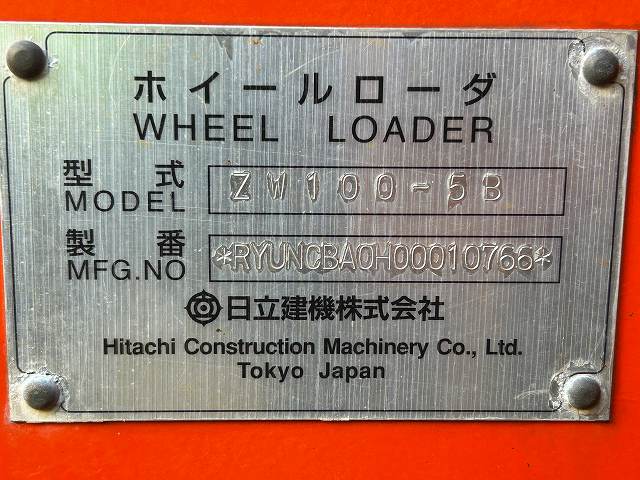 ホイールローダ
WHEEL LOADER
型式 ZW100-5B
MODEL
製番 *RYUNCBA0H00010766*
MFG.NO
日立建機株式会社
Hitachi Construction Machinery Co., Ltd.
Tokyo Japan